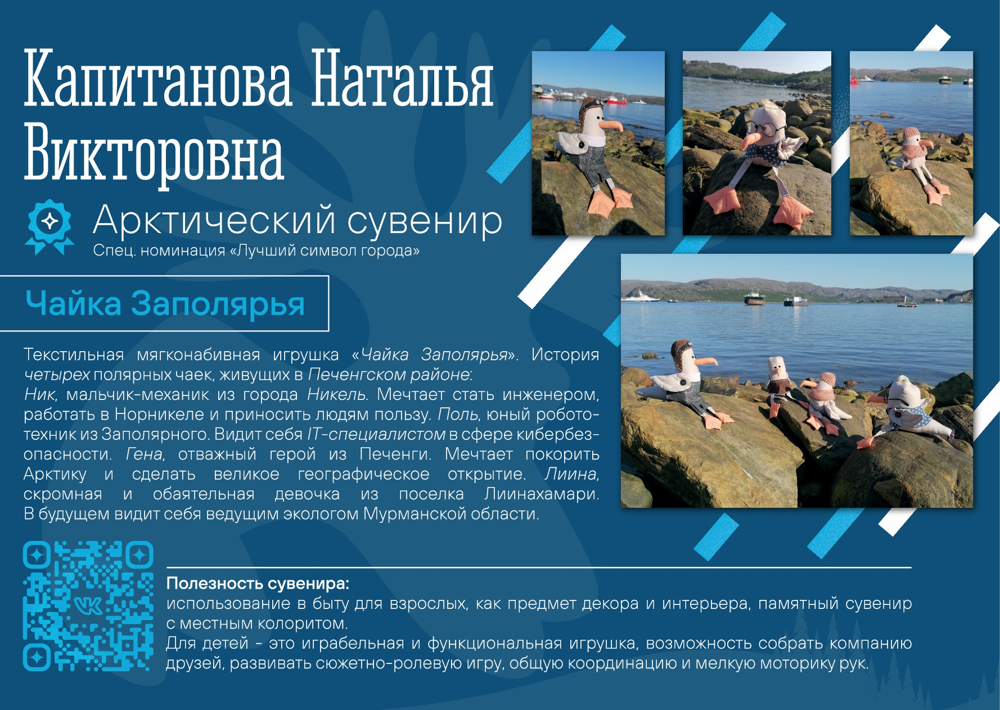 Капитанова Наталья
Викторовна
Арктический сувенир
Спец. номинация «Лучший символ города»
Чайка Заполярья
Текстильная мягконабивная игрушка «Чайка Заполярья». История
четырех полярных чаек, живущих в Печенгском районе:
Ник, мальчик-механик из города Никель. Мечтает стать инженером,
работать в Норникеле и приносить людям пользу. Поль, юный робото-
техник из Заполярного. Видит себя IT-специалистом в сфере кибербез-
опасности. Гена, отважный герой из Печенги. Мечтает покорить
Арктику и сделать великое географическое открытие. Лиина,
скромная и обаятельная девочка из поселка Лиинахамари.
В будущем видит себя ведущим экологом Мурманской области.
Полезность сувенира:
использование в быту для взрослых, как предмет декора и интерьера, памятный сувенир
с местным колоритом.
Для детей - это играбельная и функциональная игрушка, возможность собрать компанию
друзей, развивать сюжетно-ролевую игру, общую координацию и мелкую моторику рук.